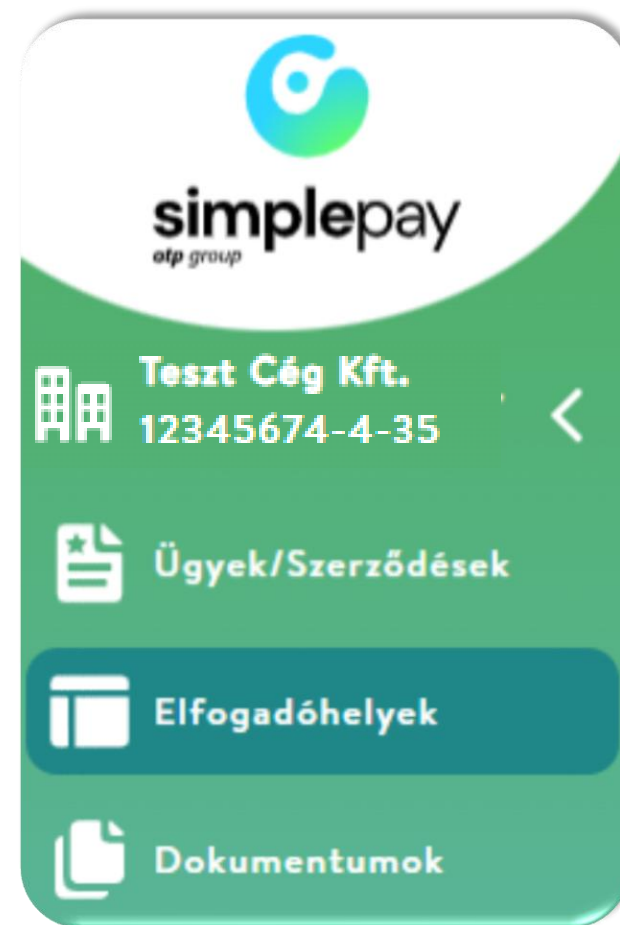 simplepay
otp group
Teszt Cég Kft.
12345674-4-35
Ügyek/Szerződések
Elfogadóhelyek
Dokumentumok